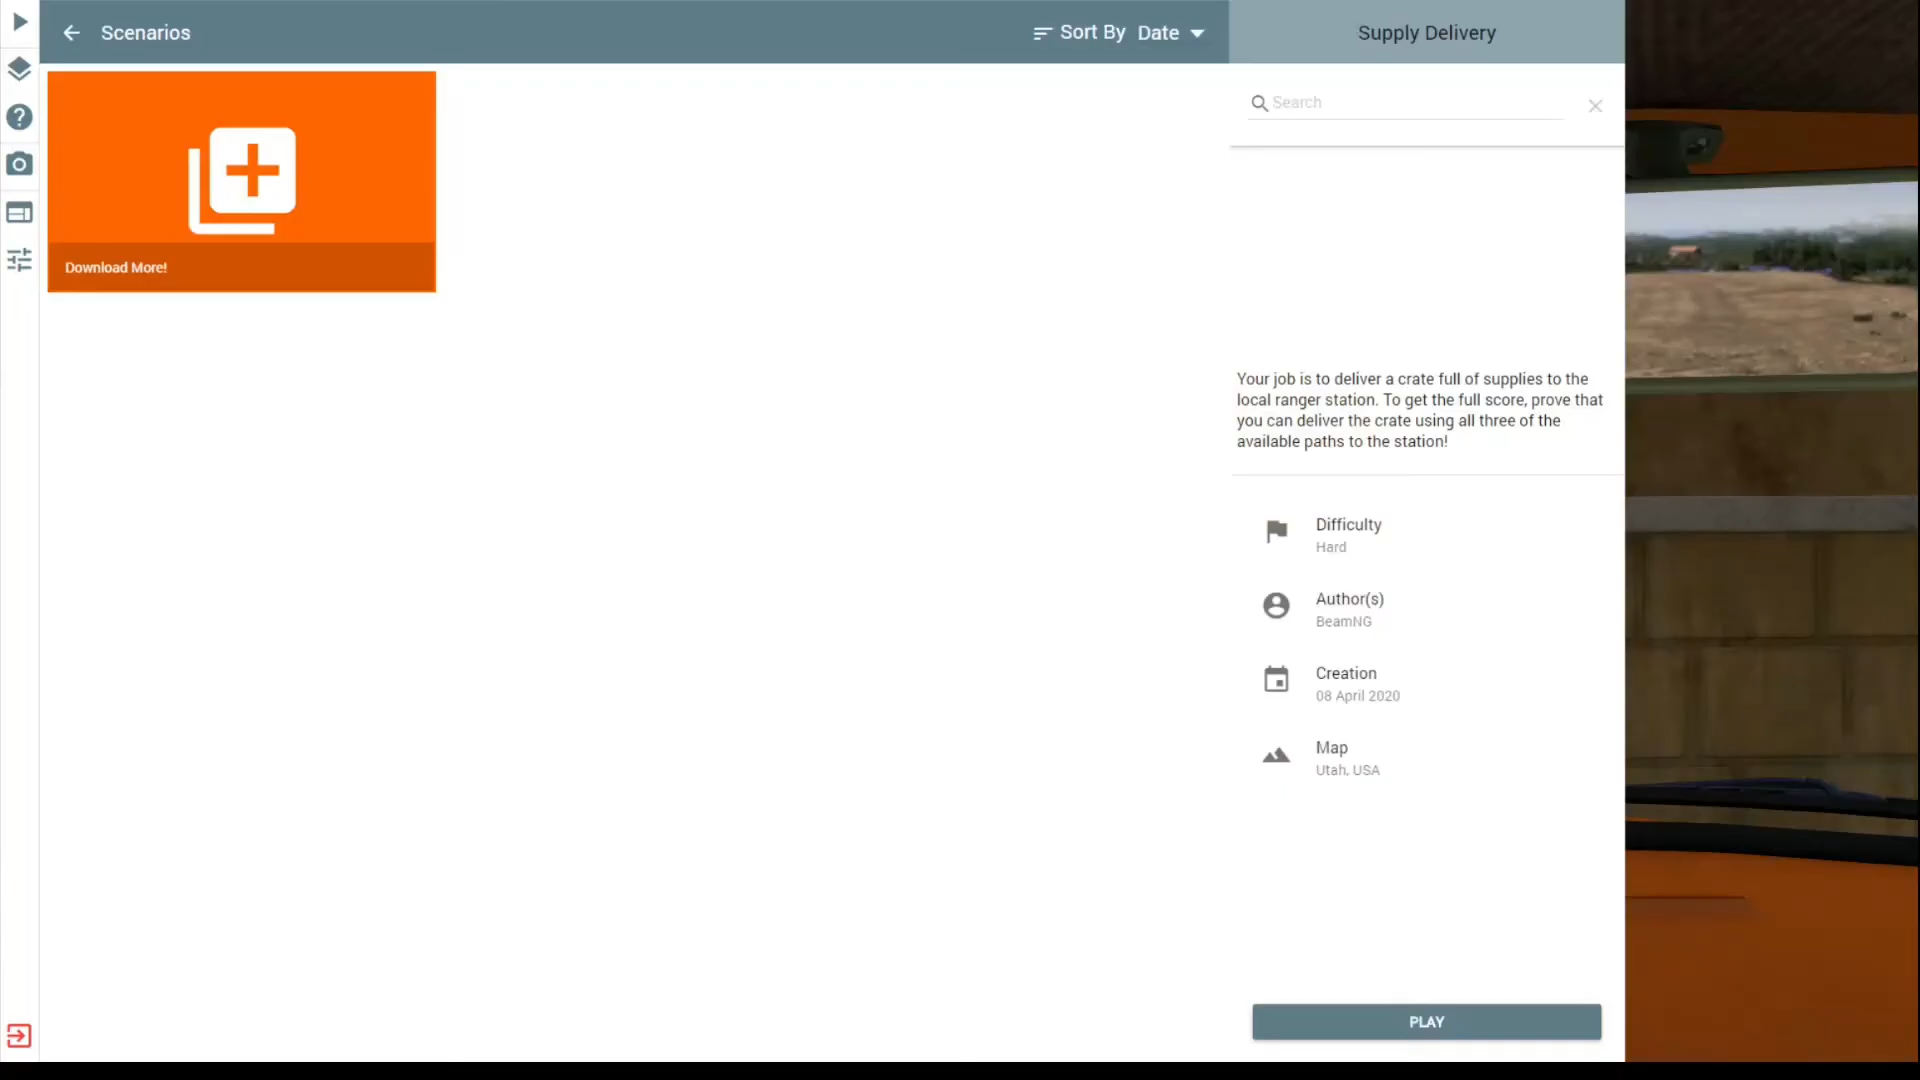 Scenarios
Sort By Date
Supply Delivery
Search
Download More!
Your job is to deliver a crate full of supplies to the
local ranger station. To get the full score, prove that
you can deliver the crate using all three of the
available paths to the station!
Difficulty
Hard
Author(s)
BeamNG
Creation
08 April 2020
Map
Utah, USA
PLAY